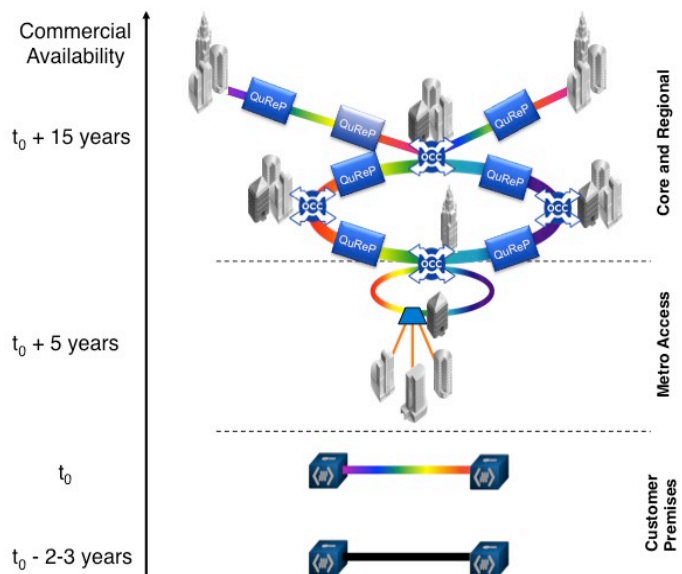 Commercial
Availability
t₀ + 15 years
t₀ + 5 years
t₀
t₀ - 2-3 years
QuReP
QuReP
QuReP
OCC
QuReP
QuReP
OCC
OCC
QuReP
QuReP
OCC
Core and Regional
Metro Access
Customer
Premises